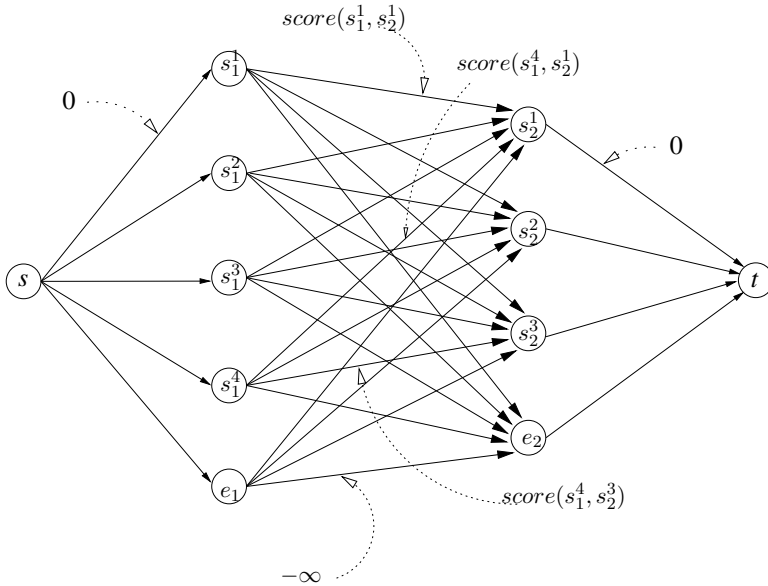 score(s_1^1, s_2^1)
score(s_1^4, s_2^1)
0
0
s_1^1
s_2^1
s_1^2
s_2^2
s
s_1^3
t
s_2^3
s_1^4
e_2
e_1
score(s_1^4, s_2^3)
−∞